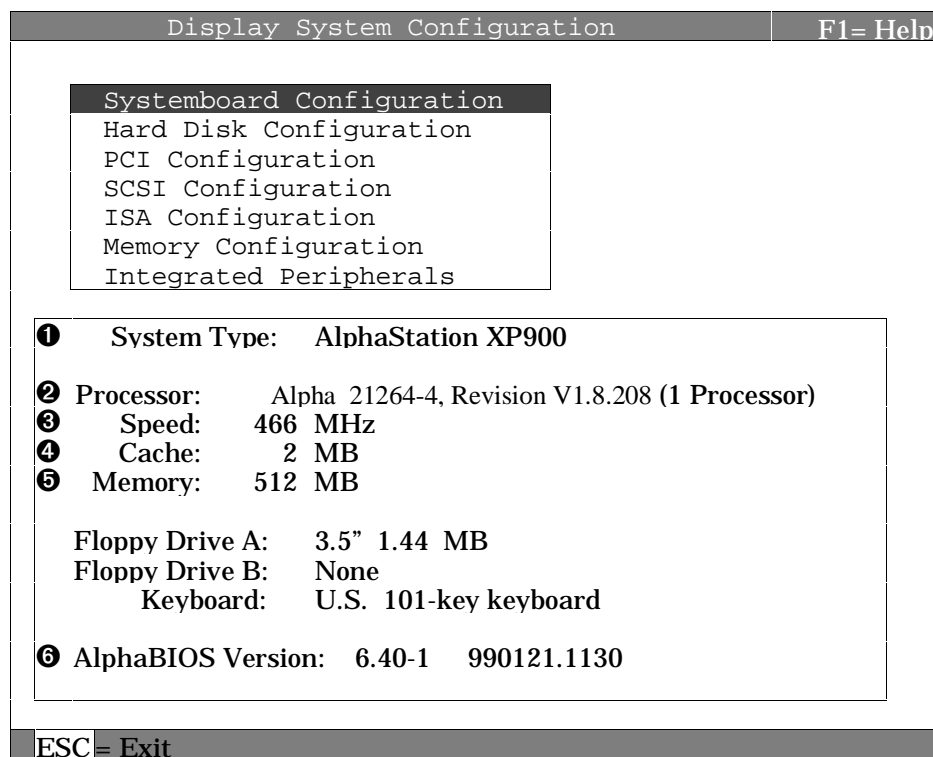 Display System Configuration F1= Help
Systemboard Configuration
Hard Disk Configuration
PCI Configuration
SCSI Configuration
ISA Configuration
Memory Configuration
Integrated Peripherals
❶ System Type: AlphaStation XP900
❷ Processor: Alpha 21264-4, Revision V1.8.208 (1 Processor)
❸ Speed: 466 MHz
❹ Cache: 2 MB
❺ Memory: 512 MB
Floppy Drive A: 3.5” 1.44 MB
Floppy Drive B: None
Keyboard: U.S. 101-key keyboard
❻ AlphaBIOS Version: 6.40-1 990121.1130
ESC= Exit